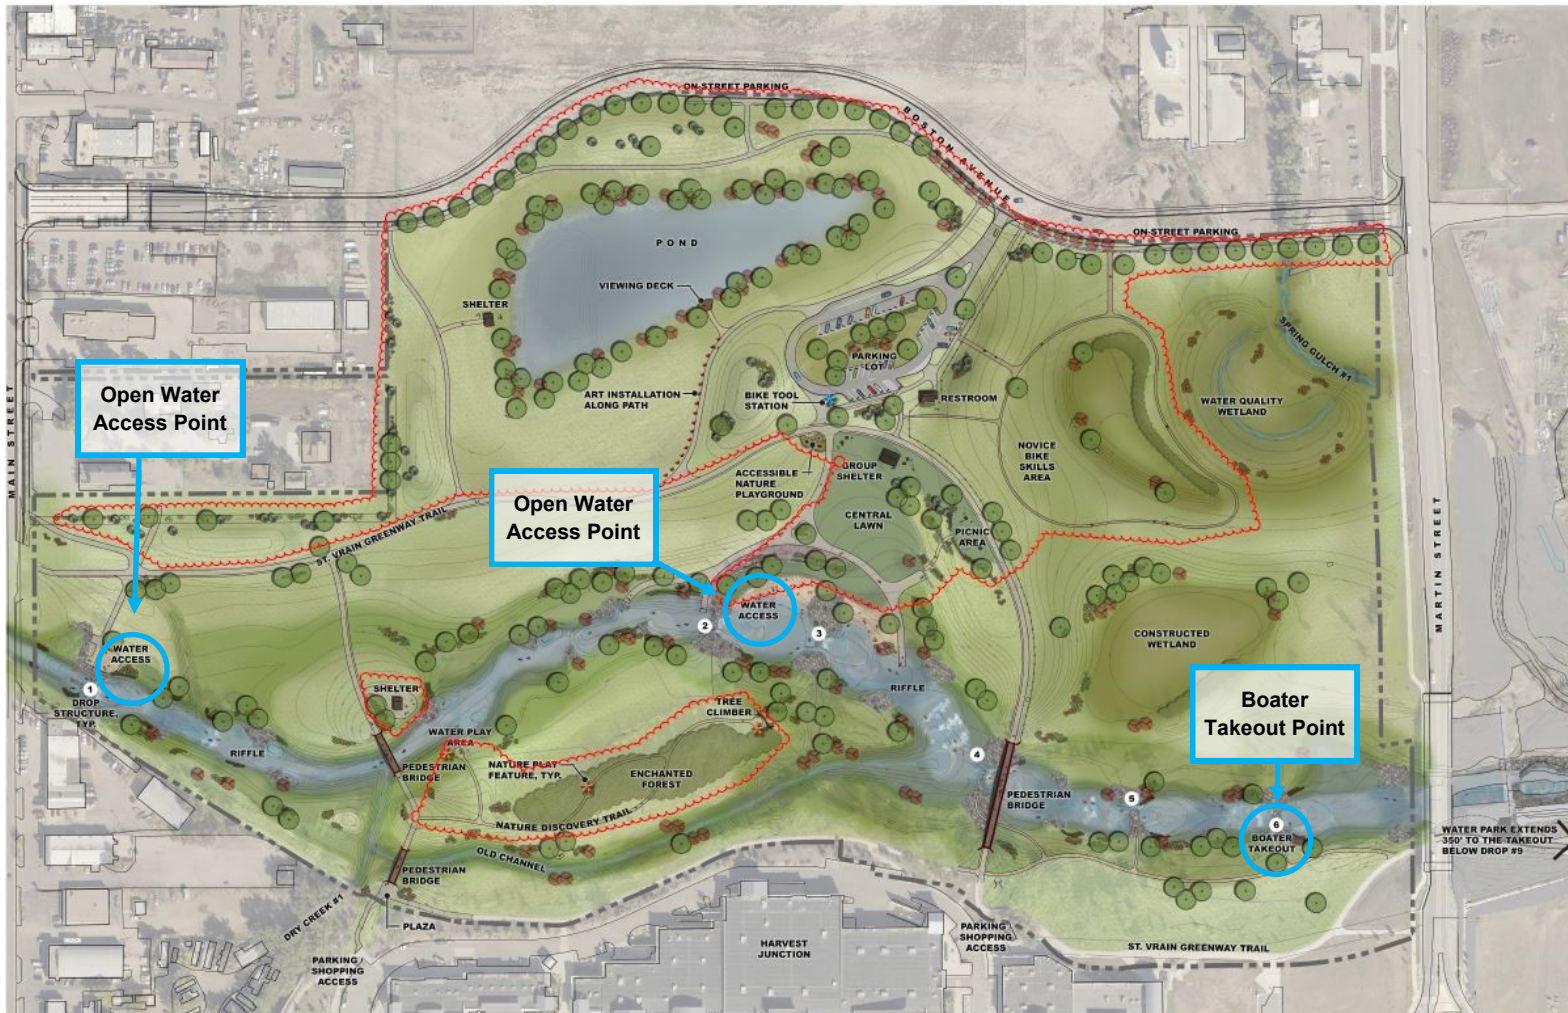 ON-STREET PARKING
BOSTON AVENUE
ON-STREET PARKING
POND
VIEWING DECK
SHELTER
SPRING GULCH #1
PARKING
LOT
Open Water
Access Point
MAIN STREET
ART INSTALLATION
ALONG PATH
BIKE TOOL
STATION
RESTROOM
WATER QUALITY
WETLAND
NOVICE
BIKE
SKILLS
AREA
ACCESSIBLE
NATURE
PLAYGROUND
GROUP
SHELTER
Open Water
Access Point
CENTRAL
LAWN
PICNIC
AREA
ST. VRAIN GREENWAY TRAIL
MARTIN STREET
WATER
ACCESS
2
3
CONSTRUCTED
WETLAND
WATER
ACCESS
1
DROP
STRUCTURE,
TYP.
SHELTER
RIFFLE
TREE
CLIMBER
Boater
Takeout Point
RIFFLE
WATER PLAY
AREA
4
PEDESTRIAN
BRIDGE
NATURE PLAY
FEATURE, TYP.
ENCHANTED
FOREST
PEDESTRIAN
BRIDGE
5
6
BOATER
TAKEOUT
NATURE DISCOVERY TRAIL
WATER PARK EXTENDS
350' TO THE TAKEOUT
BELOW DROP #9
OLD CHANNEL
PEDESTRIAN
BRIDGE
DRY CREEK #1
PLAZA
PARKING
SHOPPING
ACCESS
HARVEST
JUNCTION
PARKING
SHOPPING
ACCESS
ST. VRAIN GREENWAY TRAIL